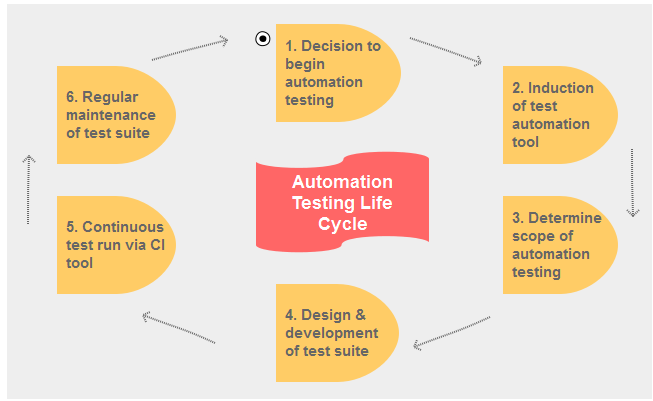 1. Decision to
begin
automation
testing
2. Induction
of test
automation
tool
3. Determine
scope of
automation
testing
4. Design &
development
of test suite
5. Continuous
test run via CI
tool
6. Regular
maintenance
of test suite
Automation
Testing Life
Cycle